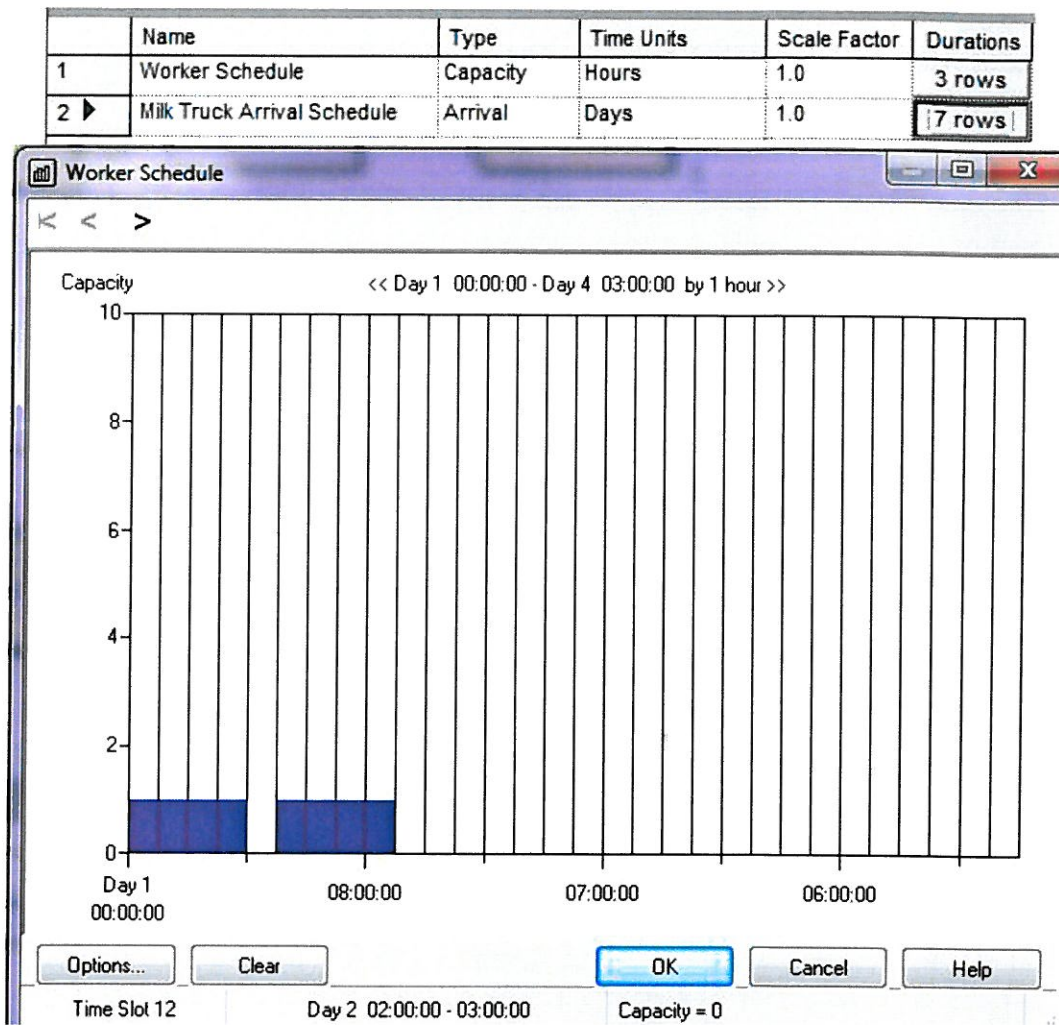 Name Type Time Units Scale Factor Durations
1 Worker Schedule Capacity Hours 1.0 3 rows
2 Milk Truck Arrival Schedule Arrival Days 1.0 7 rows
Worker Schedule
Capacity << Day 1 00:00:00 - Day 4 03:00:00 by 1 hour >>
10
8
6
4
2
0
Day 1 08:00:00 07:00:00 06:00:00
00:00:00
Options... Clear OK Cancel Help
Time Slot 12 Day 2 02:00:00 - 03:00:00 Capacity = 0